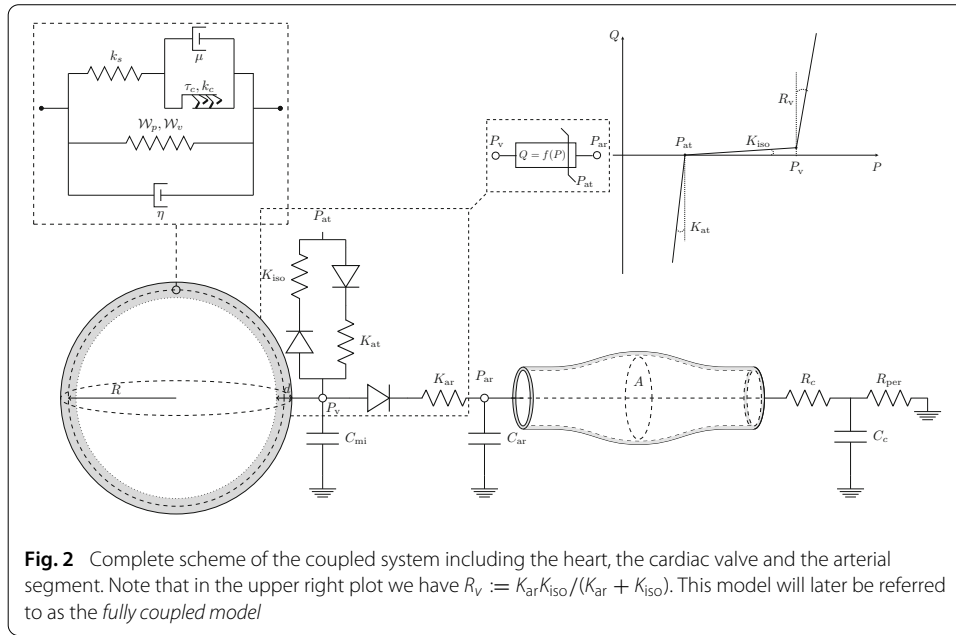 k_s
μ
τ_c, k_c
𝒲_p, 𝒲_v
η
Q
R_v
P_at
K_iso
P_v
P
K_at
P_v
Q = f(P)
P_ar
P_at
P_at
K_iso
K_at
R
d
P_v
K_ar
P_ar
A
R_c
R_per
C_mi
C_ar
C_c
Fig. 2 Complete scheme of the coupled system including the heart, the cardiac valve and the arterial
segment. Note that in the upper right plot we have R_v := K_ar K_iso/(K_ar + K_iso). This model will later be referred
to as the fully coupled model